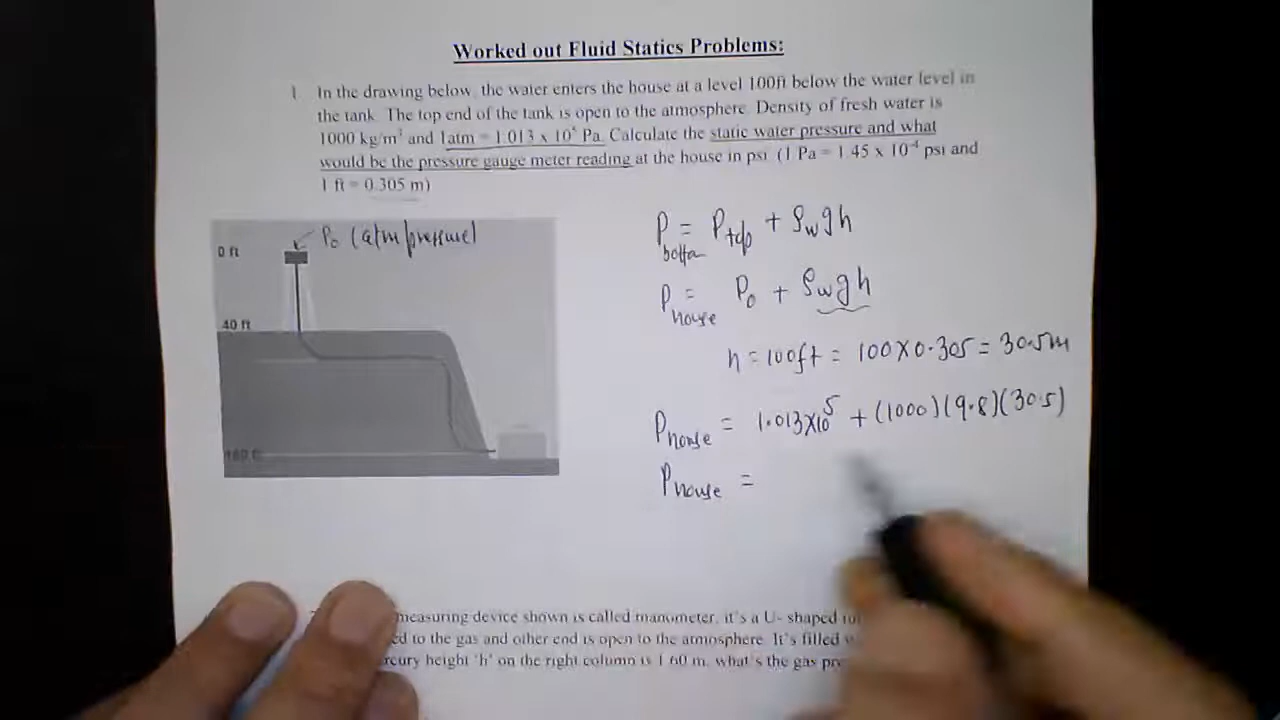 Worked out Fluid Statics Problems:
1. In the drawing below, the water enters the house at a level 100ft below the water level in
the tank. The top end of the tank is open to the atmosphere. Density of fresh water is
1000 kg/m³ and 1atm = 1.013 x 10⁵ Pa. Calculate the static water pressure and what
would be the pressure gauge meter reading at the house in psi. (1 Pa = 1.45 x 10⁻⁴ psi and
1 ft = 0.305 m)
P₀ (atm pressure)
0 ft
40 ft
P = P_top + ρ_w g h
P_house = P₀ + ρ_w g h
h = 100ft = 100 x 0.305 = 30.5m
P_house = 1.013x10⁵ + (1000)(9.8)(30.5)
P_house =
measuring device shown is called manometer, it's a U- shaped
to the gas and other end is open to the atmosphere. It's filled
height 'h' on the right column is 1.60 m, what's the gas